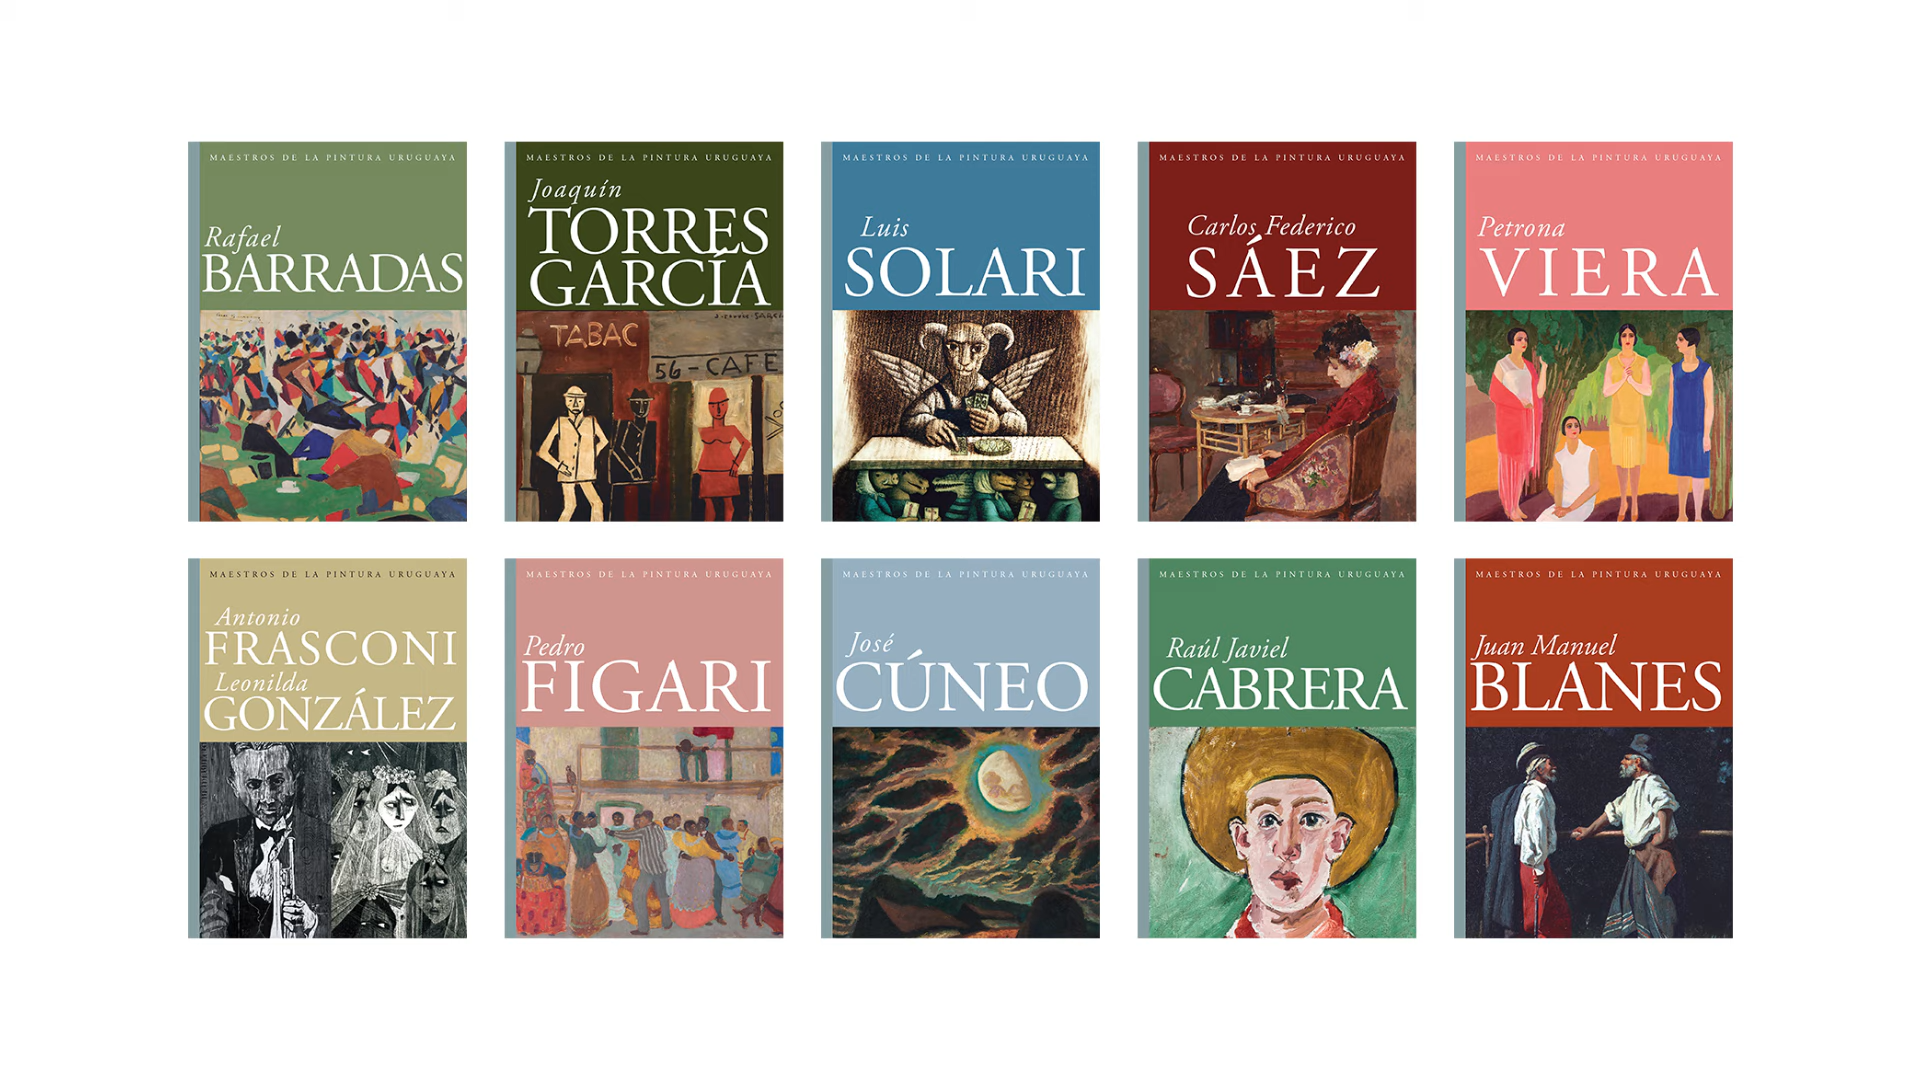 MAESTROS DE LA PINTURA URUGUAYA
Rafael
BARRADAS
MAESTROS DE LA PINTURA URUGUAYA
Joaquín
TORRES
GARCÍA
TABAC
56-CAFE
MAESTROS DE LA PINTURA URUGUAYA
Luis
SOLARI
MAESTROS DE LA PINTURA URUGUAYA
Carlos Federico
SÁEZ
MAESTROS DE LA PINTURA URUGUAYA
Petrona
VIERA
MAESTROS DE LA PINTURA URUGUAYA
Antonio
FRASCONI
Leonilda
GONZÁLEZ
MAESTROS DE LA PINTURA URUGUAYA
Pedro
FIGARI
MAESTROS DE LA PINTURA URUGUAYA
José
CÚNEO
MAESTROS DE LA PINTURA URUGUAYA
Raúl Javiel
CABRERA
MAESTROS DE LA PINTURA URUGUAYA
Juan Manuel
BLANES